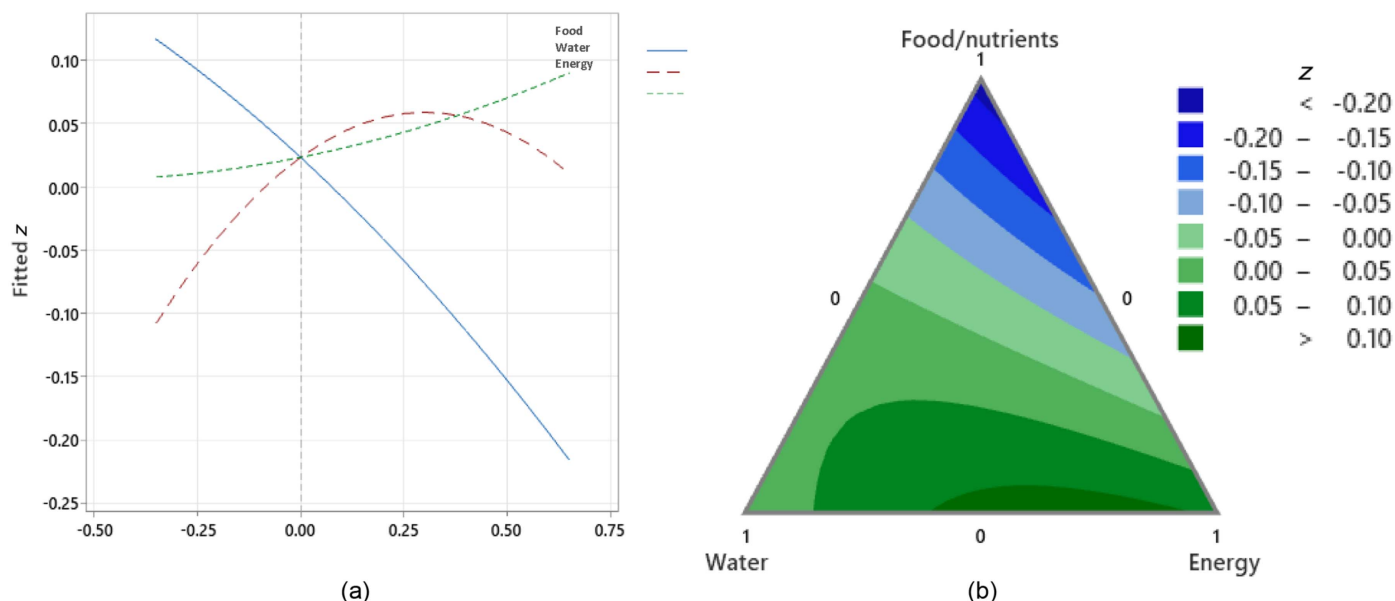 Food
Water
Energy
0.10
0.05
0.00
-0.05
-0.10
-0.15
-0.20
-0.25
Fitted z
-0.50
-0.25
0.00
0.25
0.50
0.75
(a)
Food/nutrients
1
0
0
1
0
1
Water
Energy
(b)
z
< -0.20
-0.20 – -0.15
-0.15 – -0.10
-0.10 – -0.05
-0.05 – 0.00
0.00 – 0.05
0.05 – 0.10
> 0.10